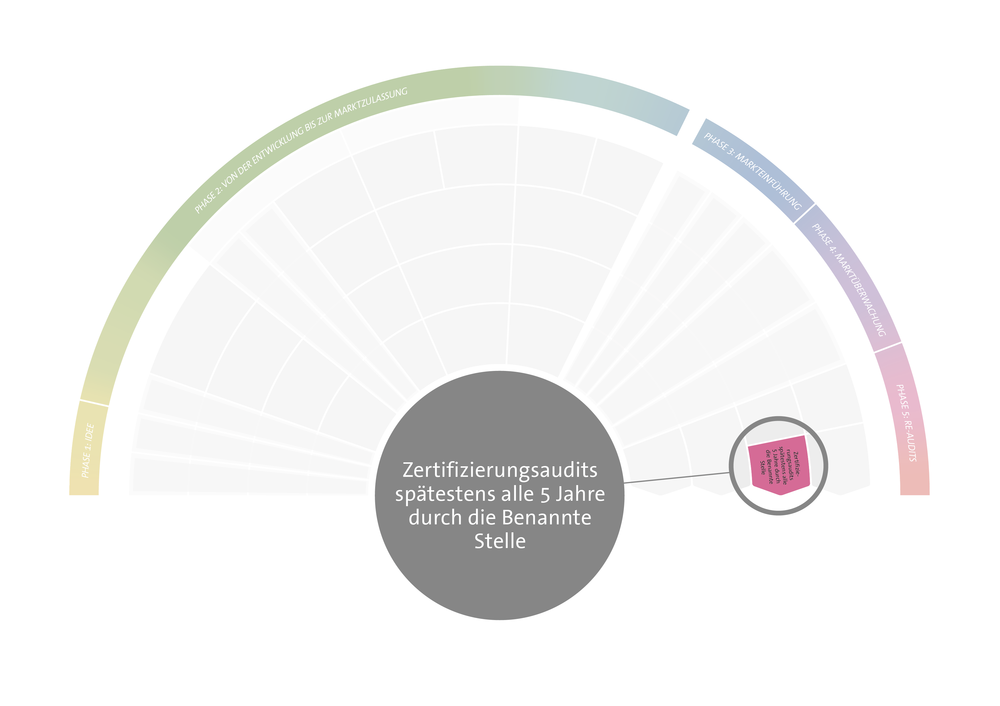 PHASE 1: IDEE
PHASE 2: VON DER ENTWICKLUNG BIS ZUR MARKTZULASSUNG
PHASE 3: MARKTEINFÜHRUNG
PHASE 4: MARKTÜBERWACHUNG
PHASE 5: RE-AUDITS
Zertifizie-
rungsaudits
spätestens alle
5 Jahre durch
die Benannte
Stelle
Zertifizierungsaudits
spätestens alle 5 Jahre
durch die Benannte
Stelle